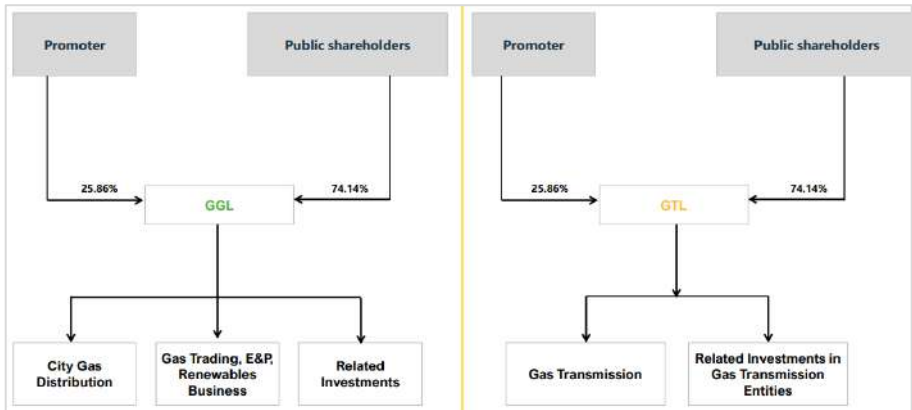 Promoter
Public shareholders
25.86%
74.14%
GGL
City Gas
Distribution
Gas Trading, E&P,
Renewables
Business
Related
Investments
Promoter
Public shareholders
25.86%
74.14%
GTL
Gas Transmission
Related Investments in
Gas Transmission
Entities